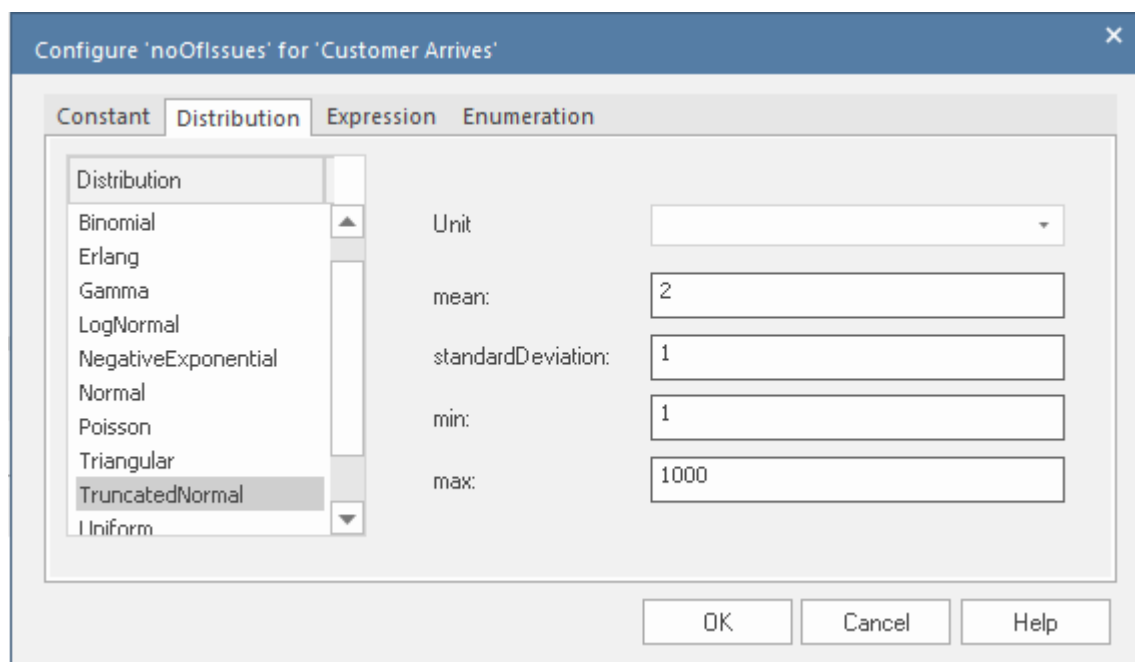 Configure 'noOfIssues' for 'Customer Arrives'
Constant Distribution Expression Enumeration
Distribution
Binomial
Erlang
Gamma
LogNormal
NegativeExponential
Normal
Poisson
Triangular
TruncatedNormal
Uniform
Unit
mean: 2
standardDeviation: 1
min: 1
max: 1000
OK Cancel Help